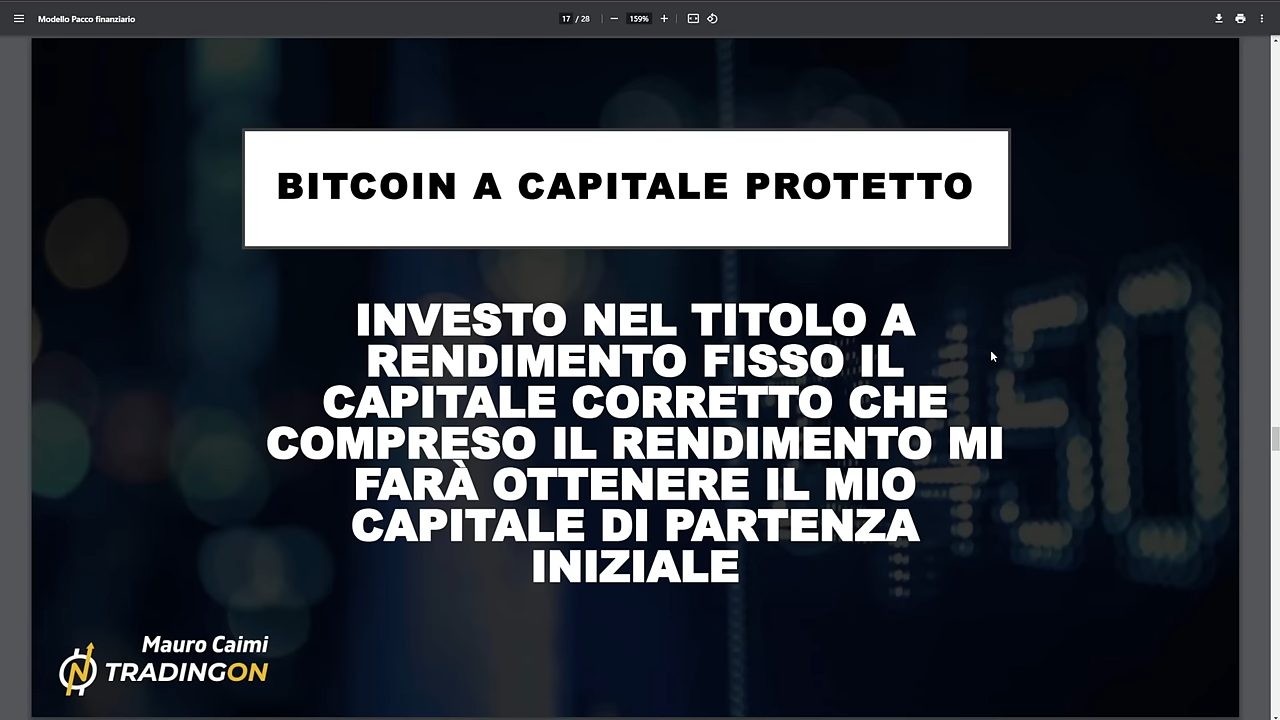 Modello Pacco finanziario
17 / 28
159%
BITCOIN A CAPITALE PROTETTO
INVESTO NEL TITOLO A
RENDIMENTO FISSO IL
CAPITALE CORRETTO CHE
COMPRESO IL RENDIMENTO MI
FARÀ OTTENERE IL MIO
CAPITALE DI PARTENZA
INIZIALE
450
Mauro Caimi
TRADINGON